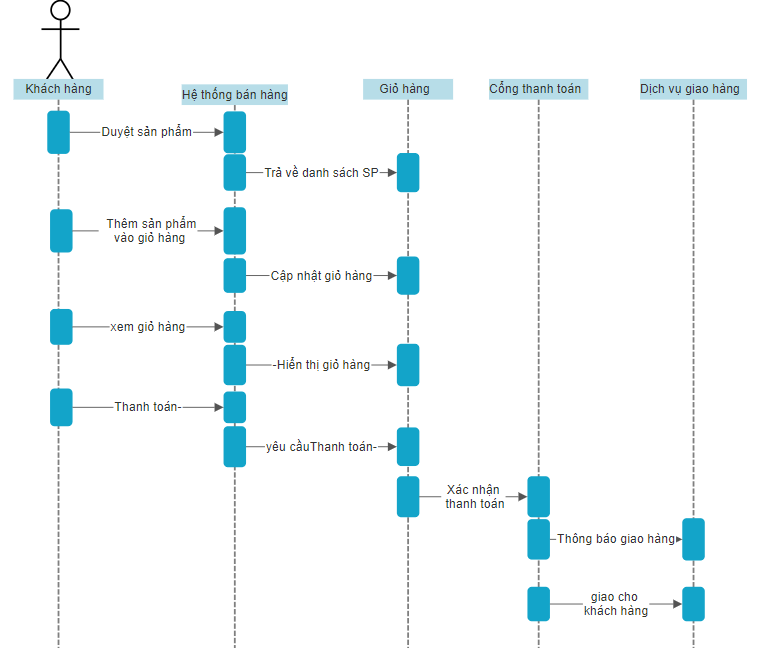 Khách hàng
Hệ thống bán hàng
Giỏ hàng
Cổng thanh toán
Dịch vụ giao hàng
Duyệt sản phẩm
Trả về danh sách SP
Thêm sản phẩm
vào giỏ hàng
Cập nhật giỏ hàng
xem giỏ hàng
-Hiển thị giỏ hàng
Thanh toán-
yêu cầuThanh toán-
Xác nhận
thanh toán
Thông báo giao hàng
giao cho
khách hàng